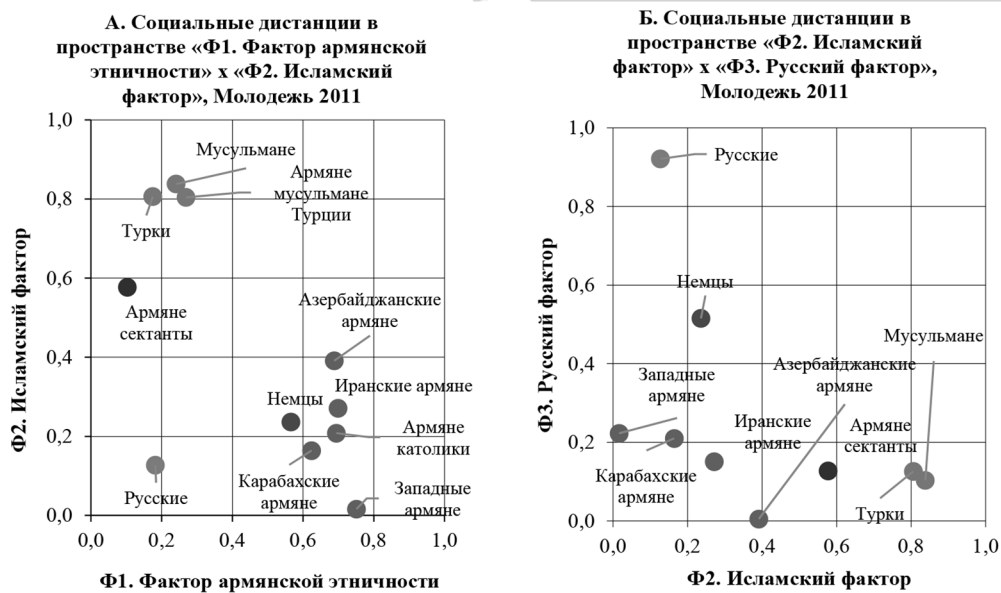 А. Социальные дистанции в
пространстве «Ф1. Фактор армянской
этничности» х «Ф2. Исламский
фактор», Молодежь 2011
1,0
0,8
0,6
0,4
0,2
0,0
0,0
0,2
0,4
0,6
0,8
1,0
Ф2. Исламский фактор
Ф1. Фактор армянской этничности
Мусульмане
Армяне
мусульмане
Турции
Турки
Армяне
сектанты
Азербайджанские
армяне
Иранские армяне
Немцы
Армяне
католики
Карабахские
армяне
Западные
армяне
Русские
Б. Социальные дистанции в
пространстве «Ф2. Исламский
фактор» х «Ф3. Русский фактор»,
Молодежь 2011
1,0
0,8
0,6
0,4
0,2
0,0
0,0
0,2
0,4
0,6
0,8
1,0
Ф3. Русский фактор
Ф2. Исламский фактор
Русские
Немцы
Мусульмане
Западные
армяне
Азербайджанские
армяне
Иранские
армяне
Армяне
сектанты
Карабахские
армяне
Турки